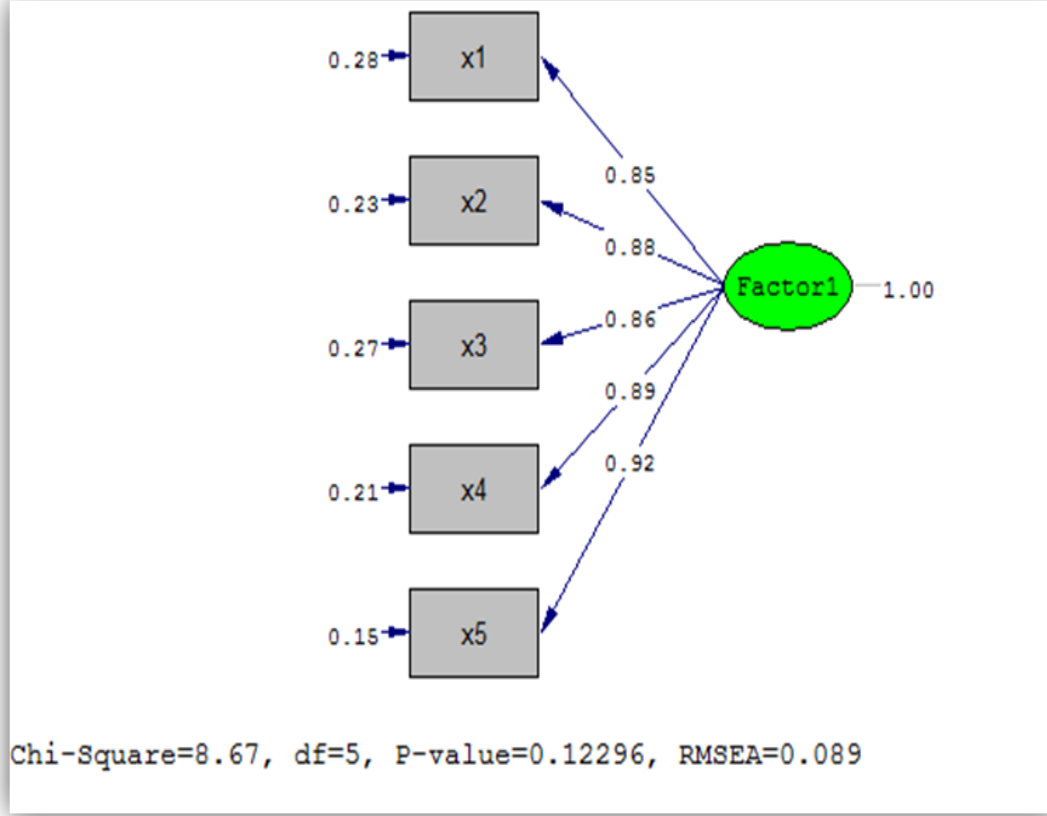 0.28
x1
0.85
0.23
x2
0.88
Factor1
1.00
0.27
x3
0.86
0.89
0.21
x4
0.92
0.15
x5
Chi-Square=8.67, df=5, P-value=0.12296, RMSEA=0.089